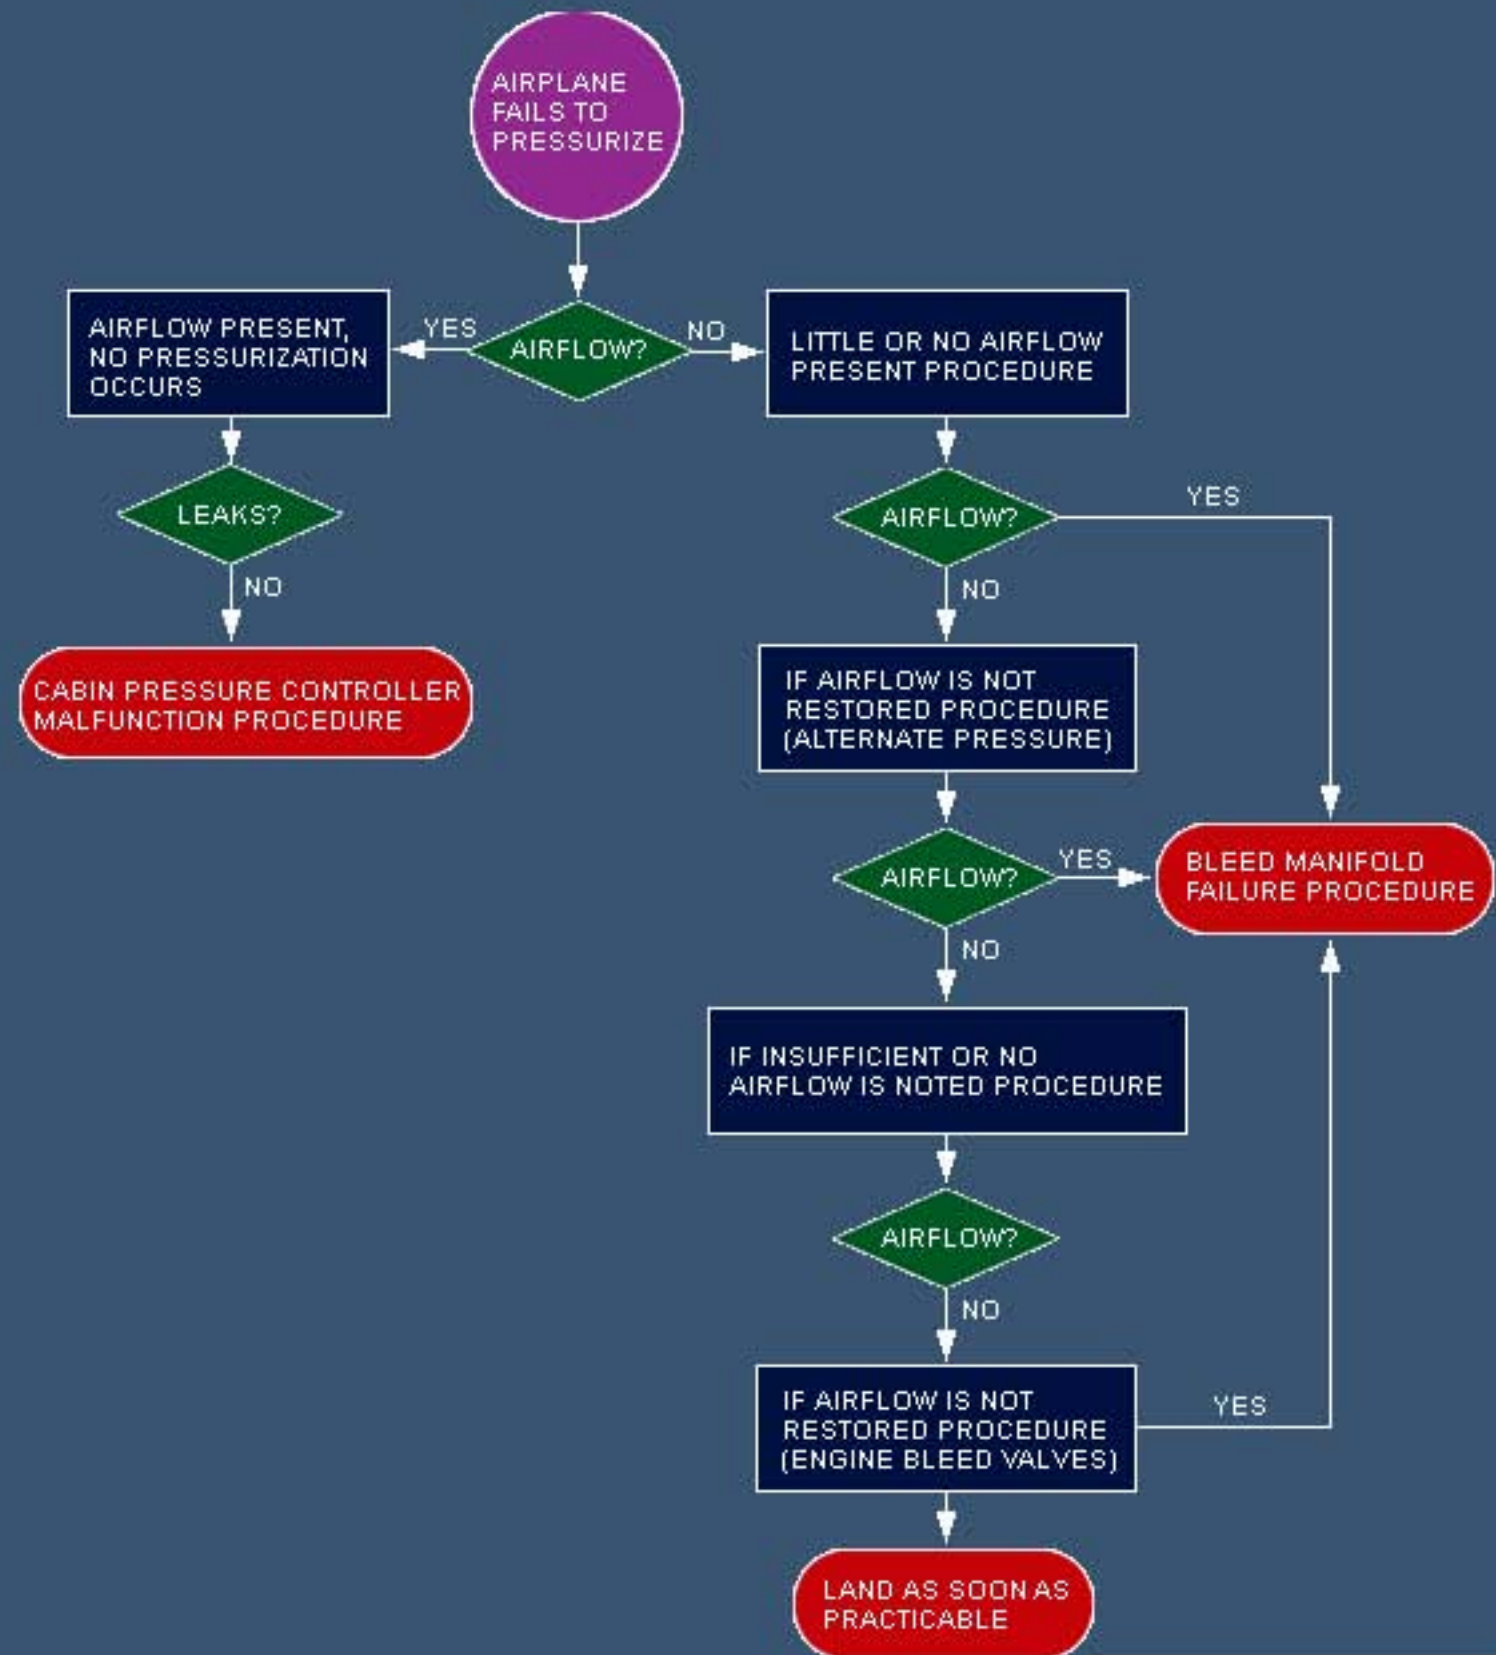 AIRPLANE
FAILS TO
PRESSURIZE
AIRFLOW PRESENT,
NO PRESSURIZATION
OCCURS
YES
AIRFLOW?
NO
LITTLE OR NO AIRFLOW
PRESENT PROCEDURE
LEAKS?
NO
CABIN PRESSURE CONTROLLER
MALFUNCTION PROCEDURE
AIRFLOW?
YES
NO
IF AIRFLOW IS NOT
RESTORED PROCEDURE
(ALTERNATE PRESSURE)
AIRFLOW?
YES
BLEED MANIFOLD
FAILURE PROCEDURE
NO
IF INSUFFICIENT OR NO
AIRFLOW IS NOTED PROCEDURE
AIRFLOW?
NO
IF AIRFLOW IS NOT
RESTORED PROCEDURE
(ENGINE BLEED VALVES)
YES
LAND AS SOON AS
PRACTICABLE